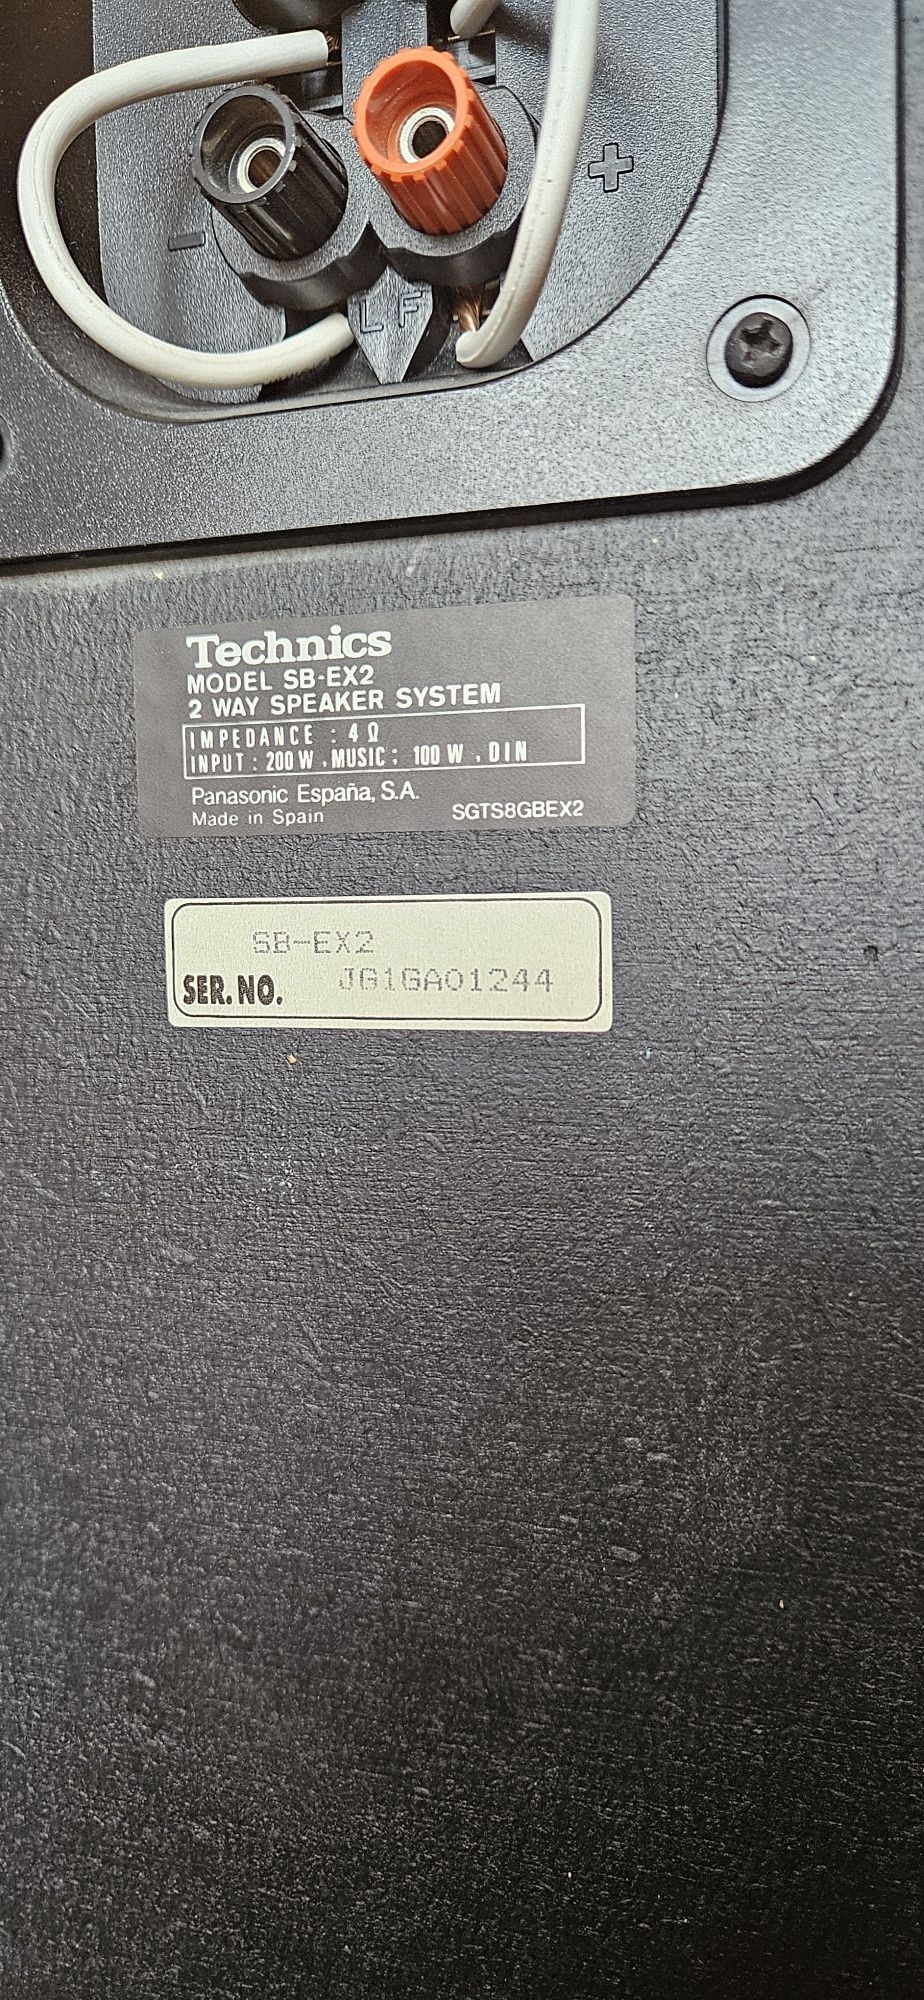 -
+
LF
Technics
MODEL SB-EX2
2 WAY SPEAKER SYSTEM
IMPEDANCE : 4 Ω
INPUT : 200 W , MUSIC ; 100 W , DIN
Panasonic España, S.A.
Made in Spain SGTS8GBEX2
SB-EX2
SER. NO. JG1GA01244